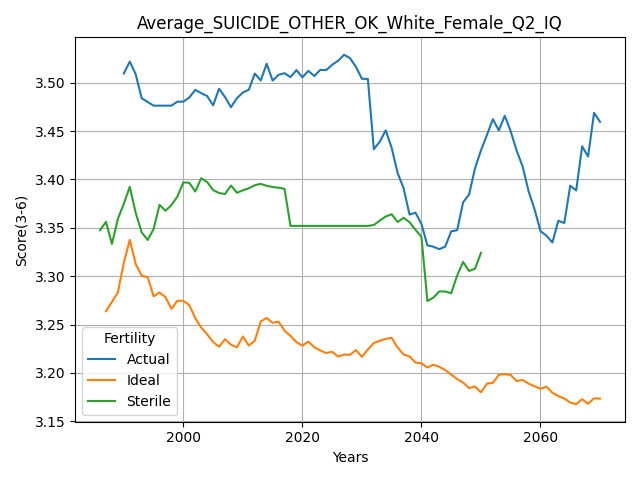 Average_SUICIDE_OTHER_OK_White_Female_Q2_IQ
Score(3-6)
3.50
3.45
3.40
3.35
3.30
3.25
3.20
3.15
Fertility
Actual
Ideal
Sterile
2000
2020
2040
2060
Years